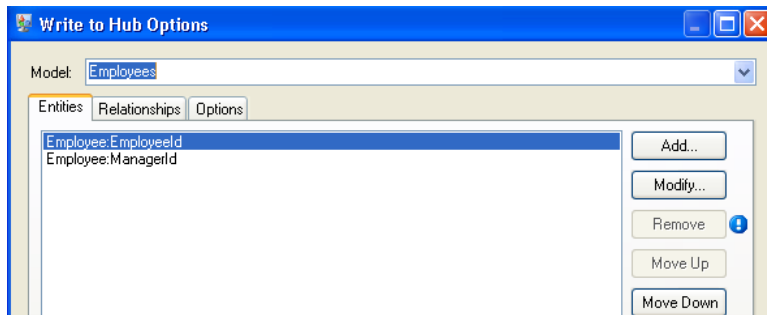 Write to Hub Options
Model: Employees
Entities Relationships Options
Employee:EmployeeId
Employee:ManagerId
Add...
Modify...
Remove
Move Up
Move Down